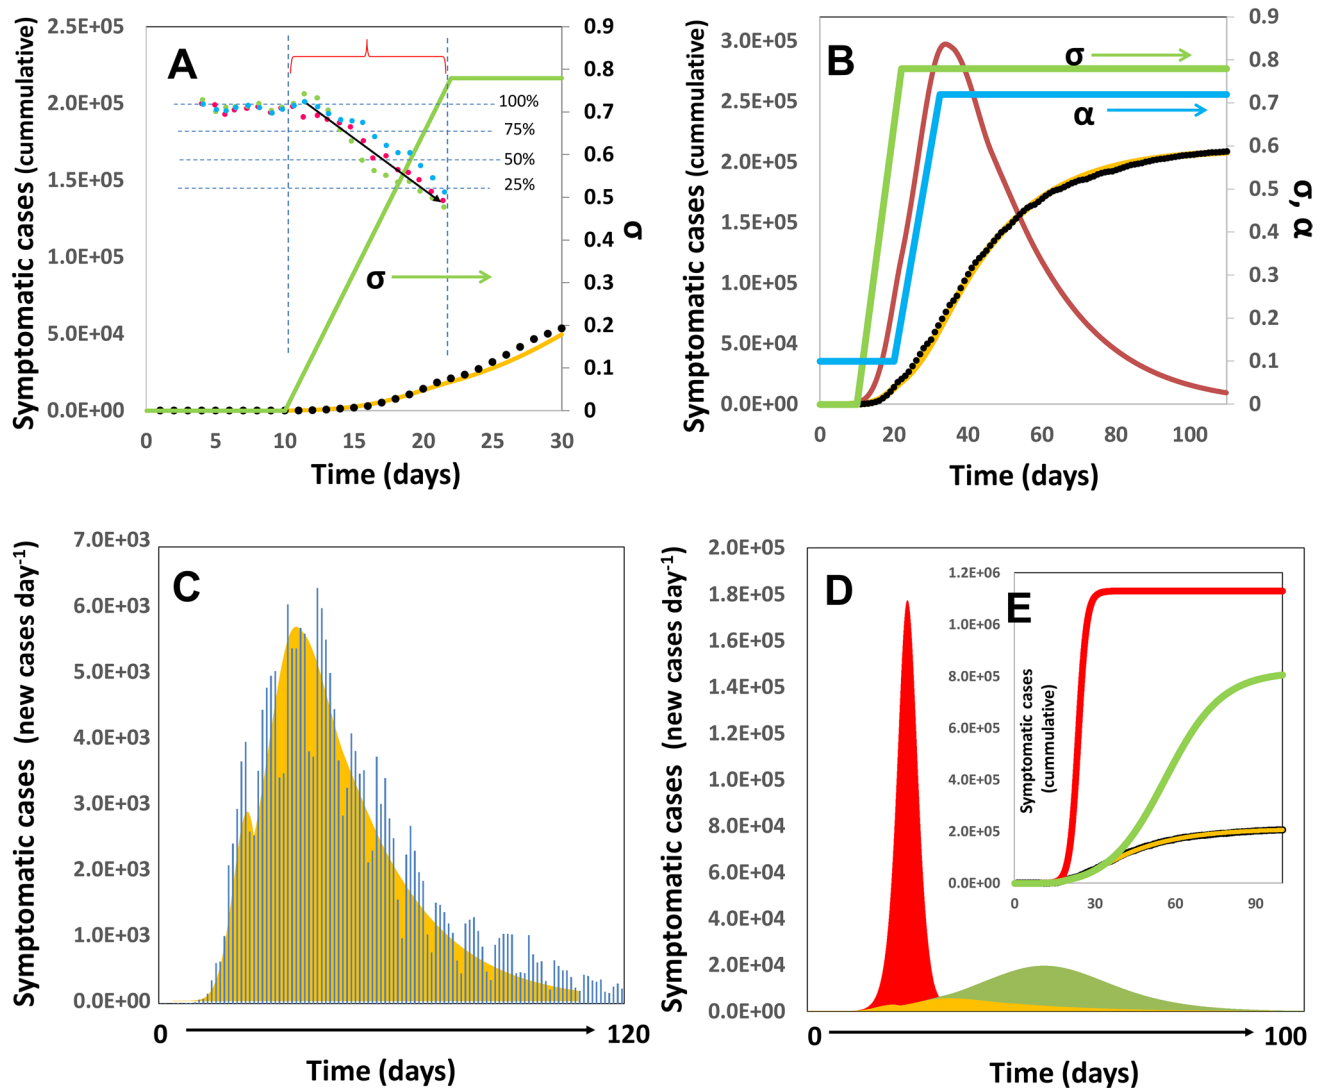 A
Symptomatic cases (cummulative)
2.5E+05
2.0E+05
1.5E+05
1.0E+05
5.0E+04
0.0E+00
100%
75%
50%
25%
σ
0.9
0.8
0.7
0.6
0.5
0.4
0.3
0.2
0.1
0
σ
0 5 10 15 20 25 30
Time (days)
B
Symptomatic cases (cummulative)
3.0E+05
2.5E+05
2.0E+05
1.5E+05
1.0E+05
5.0E+04
0.0E+00
σ
α
0.9
0.8
0.7
0.6
0.5
0.4
0.3
0.2
0.1
0
σ, α
0 20 40 60 80 100
Time (days)
C
Symptomatic cases (new cases day-1)
7.0E+03
6.0E+03
5.0E+03
4.0E+03
3.0E+03
2.0E+03
1.0E+03
0.0E+00
0 120
Time (days)
D
Symptomatic cases (new cases day-1)
2.0E+05
1.8E+05
1.6E+05
1.4E+05
1.2E+05
1.0E+05
8.0E+04
6.0E+04
4.0E+04
2.0E+04
0.0E+00
0 100
Time (days)
E
Symptomatic cases
(cummulative)
1.2E+06
1.0E+06
8.0E+05
6.0E+05
4.0E+05
2.0E+05
0.0E+00
0 30 60 90